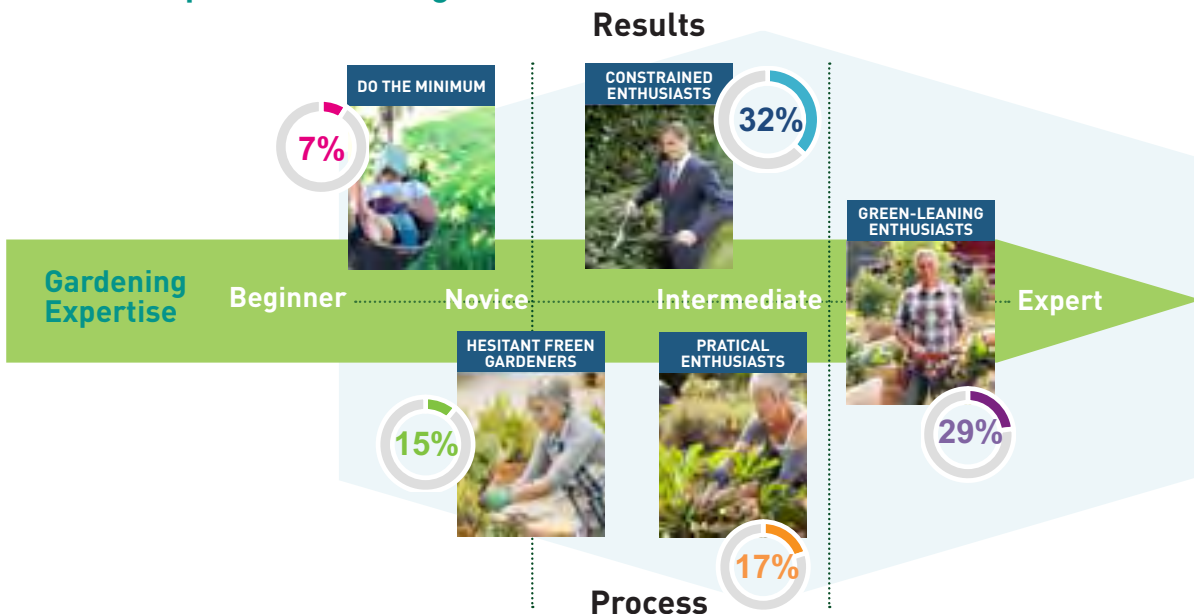 Results
DO THE MINIMUM
7%
CONSTRAINED
ENTHUSIASTS
32%
GREEN-LEANING
ENTHUSIASTS
Gardening
Expertise
Beginner
Novice
Intermediate
Expert
HESITANT FREEN
GARDENERS
15%
PRATICAL
ENTHUSIASTS
17%
29%
Process